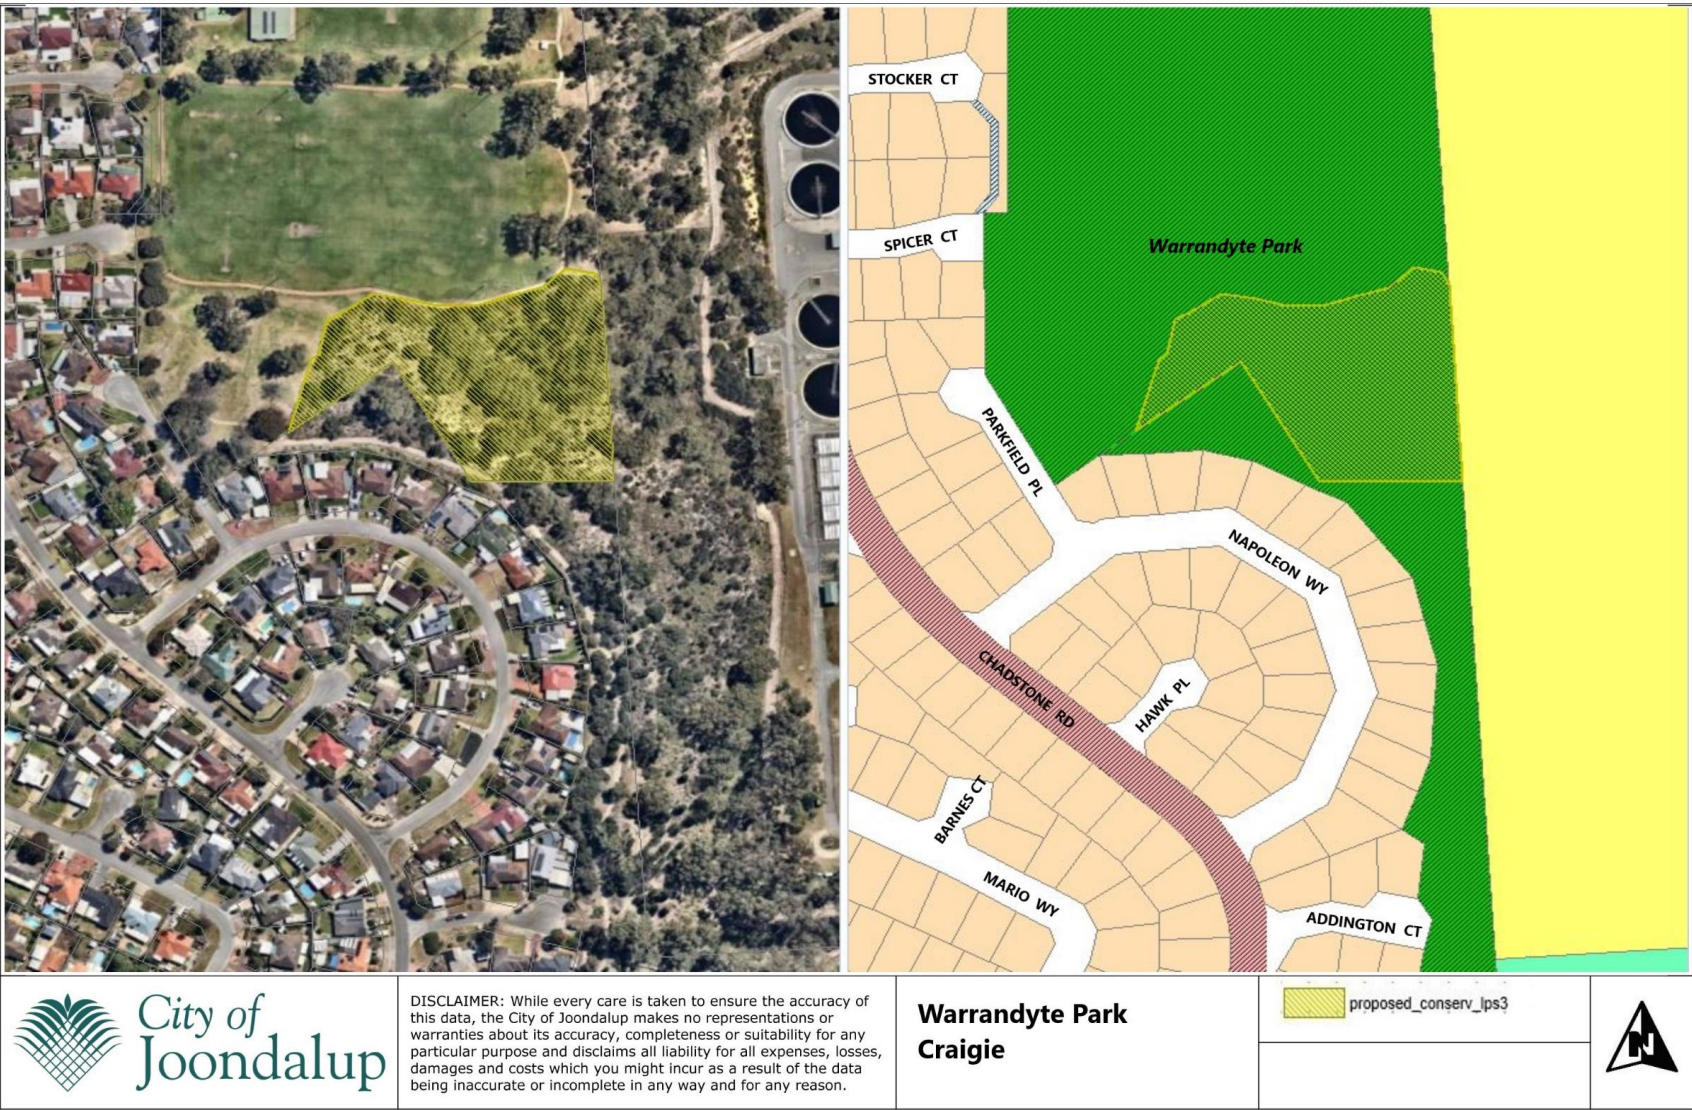 STOCKER CT
SPICER CT
Warrandyte Park
PARKFIELD PL
NAPOLEON WY
CHADSTONE RD
HAWK PL
BARNES CT
MARIO WY
ADDINGTON CT
City of
Joondalup
DISCLAIMER: While every care is taken to ensure the accuracy of
this data, the City of Joondalup makes no representations or
warranties about its accuracy, completeness or suitability for any
particular purpose and disclaims all liability for all expenses, losses,
damages and costs which you might incur as a result of the data
being inaccurate or incomplete in any way and for any reason.
Warrandyte Park
Craigie
proposed_conserv_lps3
N